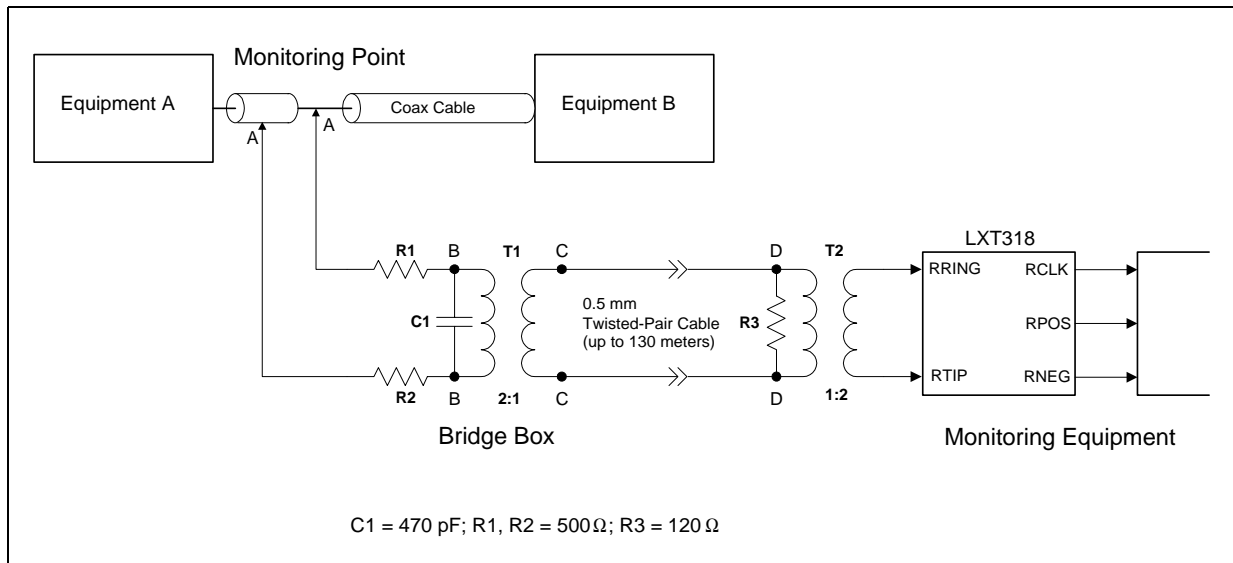 Monitoring Point
Equipment A
Coax Cable
Equipment B
A
A
LXT318
R1
B
T1
C
D
T2
RRING
RCLK
C1
0.5 mm
Twisted-Pair Cable
(up to 130 meters)
R3
RPOS
RTIP
RNEG
R2
B
2:1
C
D
1:2
Bridge Box
Monitoring Equipment
C1 = 470 pF; R1, R2 = 500Ω; R3 = 120 Ω